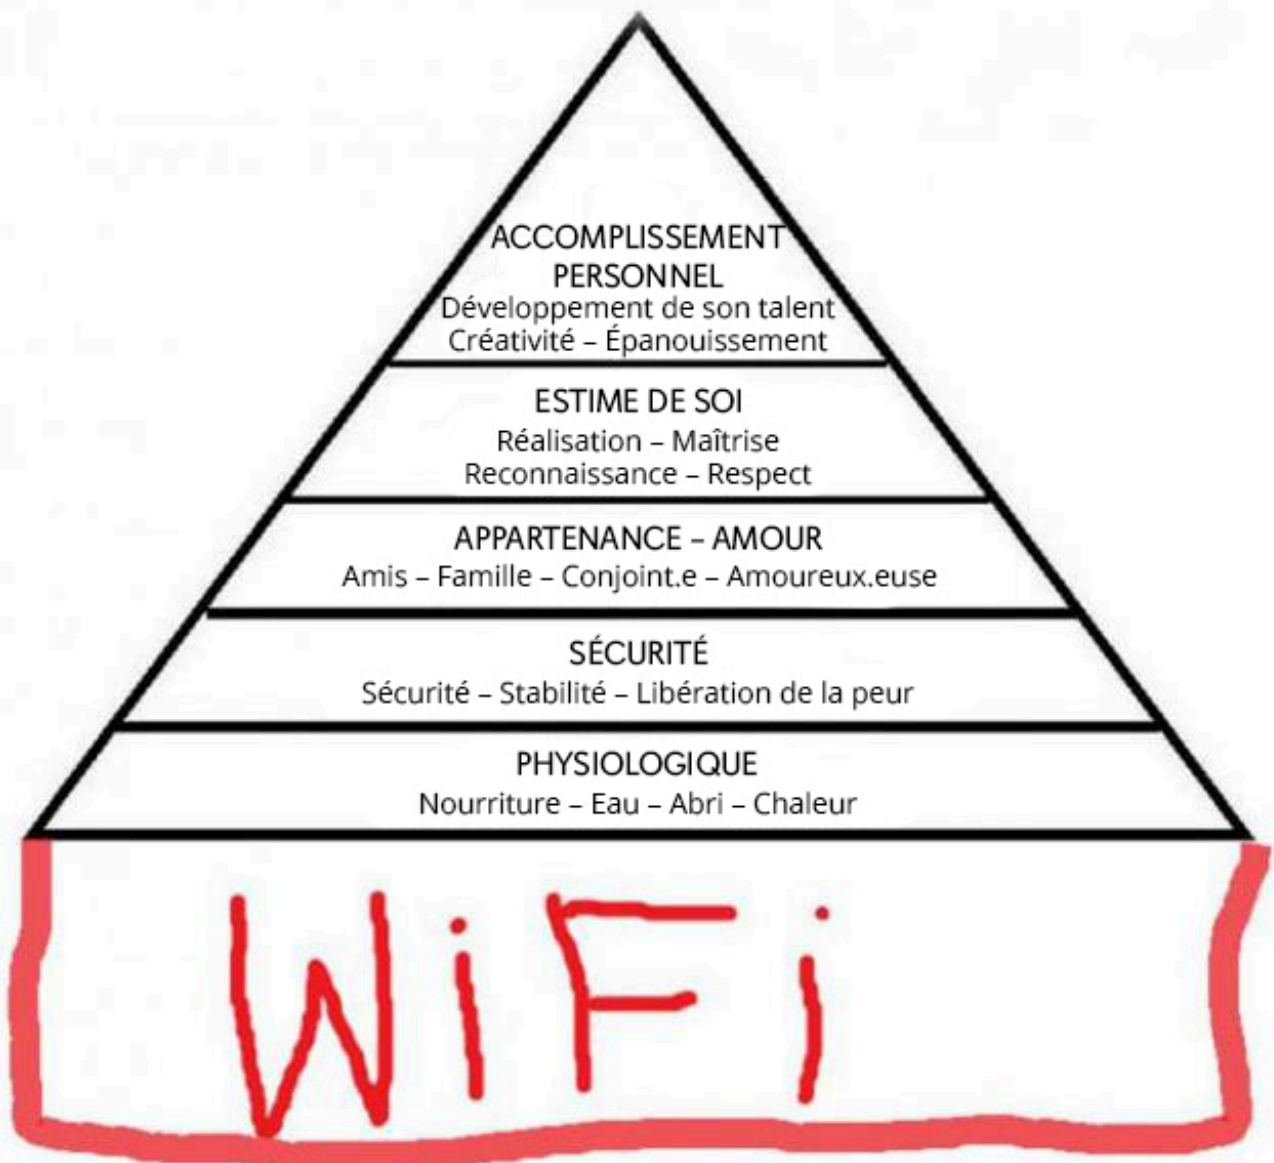 ACCOMPLISSEMENT
PERSONNEL
Développement de son talent
Créativité – Épanouissement
ESTIME DE SOI
Réalisation – Maîtrise
Reconnaissance – Respect
APPARTENANCE – AMOUR
Amis – Famille – Conjoint.e – Amoureux.euse
SÉCURITÉ
Sécurité – Stabilité – Libération de la peur
PHYSIOLOGIQUE
Nourriture – Eau – Abri – Chaleur
WiFi